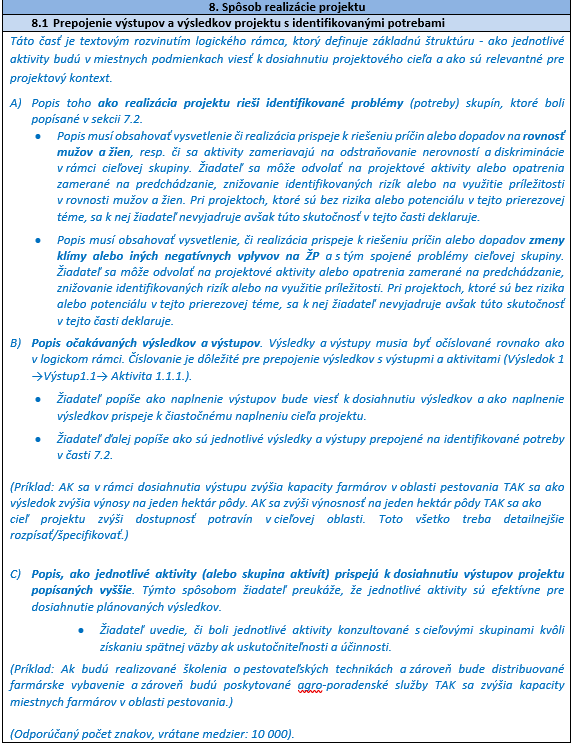 8. Spôsob realizácie projektu
8.1 Prepojenie výstupov a výsledkov projektu s identifikovanými potrebami
Táto časť je textovým rozvinutím logického rámca, ktorý definuje základnú štruktúru - ako jednotlivé
aktivity budú v miestnych podmienkach viesť k dosiahnutiu projektového cieľa a ako sú relevantné pre
projektový kontext.
A) Popis toho ako realizácia projektu rieši identifikované problémy (potreby) skupín, ktoré boli
popísané v sekcii 7.2.
• Popis musí obsahovať vysvetlenie či realizácia prispeje k riešeniu príčin alebo dopadov na rovnosť
mužov a žien, resp. či sa aktivity zameriavajú na odstraňovanie nerovností a diskriminácie
v rámci cieľovej skupiny. Žiadateľ sa môže odvolať na projektové aktivity alebo opatrenia
zamerané na predchádzanie, znižovanie identifikovaných rizík alebo na využitie príležitosti
v rovnosti mužov a žien. Pri projektoch, ktoré sú bez rizika alebo potenciálu v tejto prierezovej
téme, sa k nej žiadateľ nevyjadruje avšak túto skutočnosť v tejto časti deklaruje.
• Popis musí obsahovať vysvetlenie, či realizácia prispeje k riešeniu príčin alebo dopadov zmeny
klímy alebo iných negatívnych vplyvov na ŽP a s tým spojené problémy cieľovej skupiny.
Žiadateľ sa môže odvolať na projektové aktivity alebo opatrenia zamerané na predchádzanie,
znižovanie identifikovaných rizík alebo na využitie príležitosti. Pri projektoch, ktoré sú bez rizika
alebo potenciálu v tejto prierezovej téme, sa k nej žiadateľ nevyjadruje avšak túto skutočnosť
v tejto časti deklaruje.
B) Popis očakávaných výsledkov a výstupov. Výsledky a výstupy musia byť očíslované rovnako ako
v logickom rámci. Číslovanie je dôležité pre prepojenie výsledkov s výstupmi a aktivitami (Výsledok 1
→Výstup1.1→ Aktivita 1.1.1.).
• Žiadateľ popíše ako naplnenie výstupov bude viesť k dosiahnutiu výsledkov a ako naplnenie
výsledkov prispeje k čiastočnému naplneniu cieľa projektu.
• Žiadateľ ďalej popíše ako sú jednotlivé výsledky a výstupy prepojené na identifikované potreby
v časti 7.2.
(Príklad: AK sa v rámci dosiahnutia výstupu zvýšia kapacity farmárov v oblasti pestovania TAK sa ako
výsledok zvýšia výnosy na jeden hektár pôdy. AK sa zvýši výnosnosť na jeden hektár pôdy TAK sa ako
cieľ projektu zvýši dostupnosť potravín v cieľovej oblasti. Toto všetko treba detailnejšie
rozpísať/špecifikovať.)
C) Popis, ako jednotlivé aktivity (alebo skupina aktivít) prispejú k dosiahnutiu výstupov projektu
popísaných vyššie. Týmto spôsobom žiadateľ preukáže, že jednotlivé aktivity sú efektívne pre
dosiahnutie plánovaných výsledkov.
• Žiadateľ uvedie, či boli jednotlivé aktivity konzultované s cieľovými skupinami kvôli
získaniu spätnej väzby ak uskutočniteľnosti a účinnosti.
(Príklad: Ak budú realizované školenia o pestovateľských technikách a zároveň bude distribuované
farmárske vybavenie a zároveň budú poskytované agro-poradenské služby TAK sa zvýšia kapacity
miestnych farmárov v oblasti pestovania.)
(Odporúčaný počet znakov, vrátane medzier: 10 000).